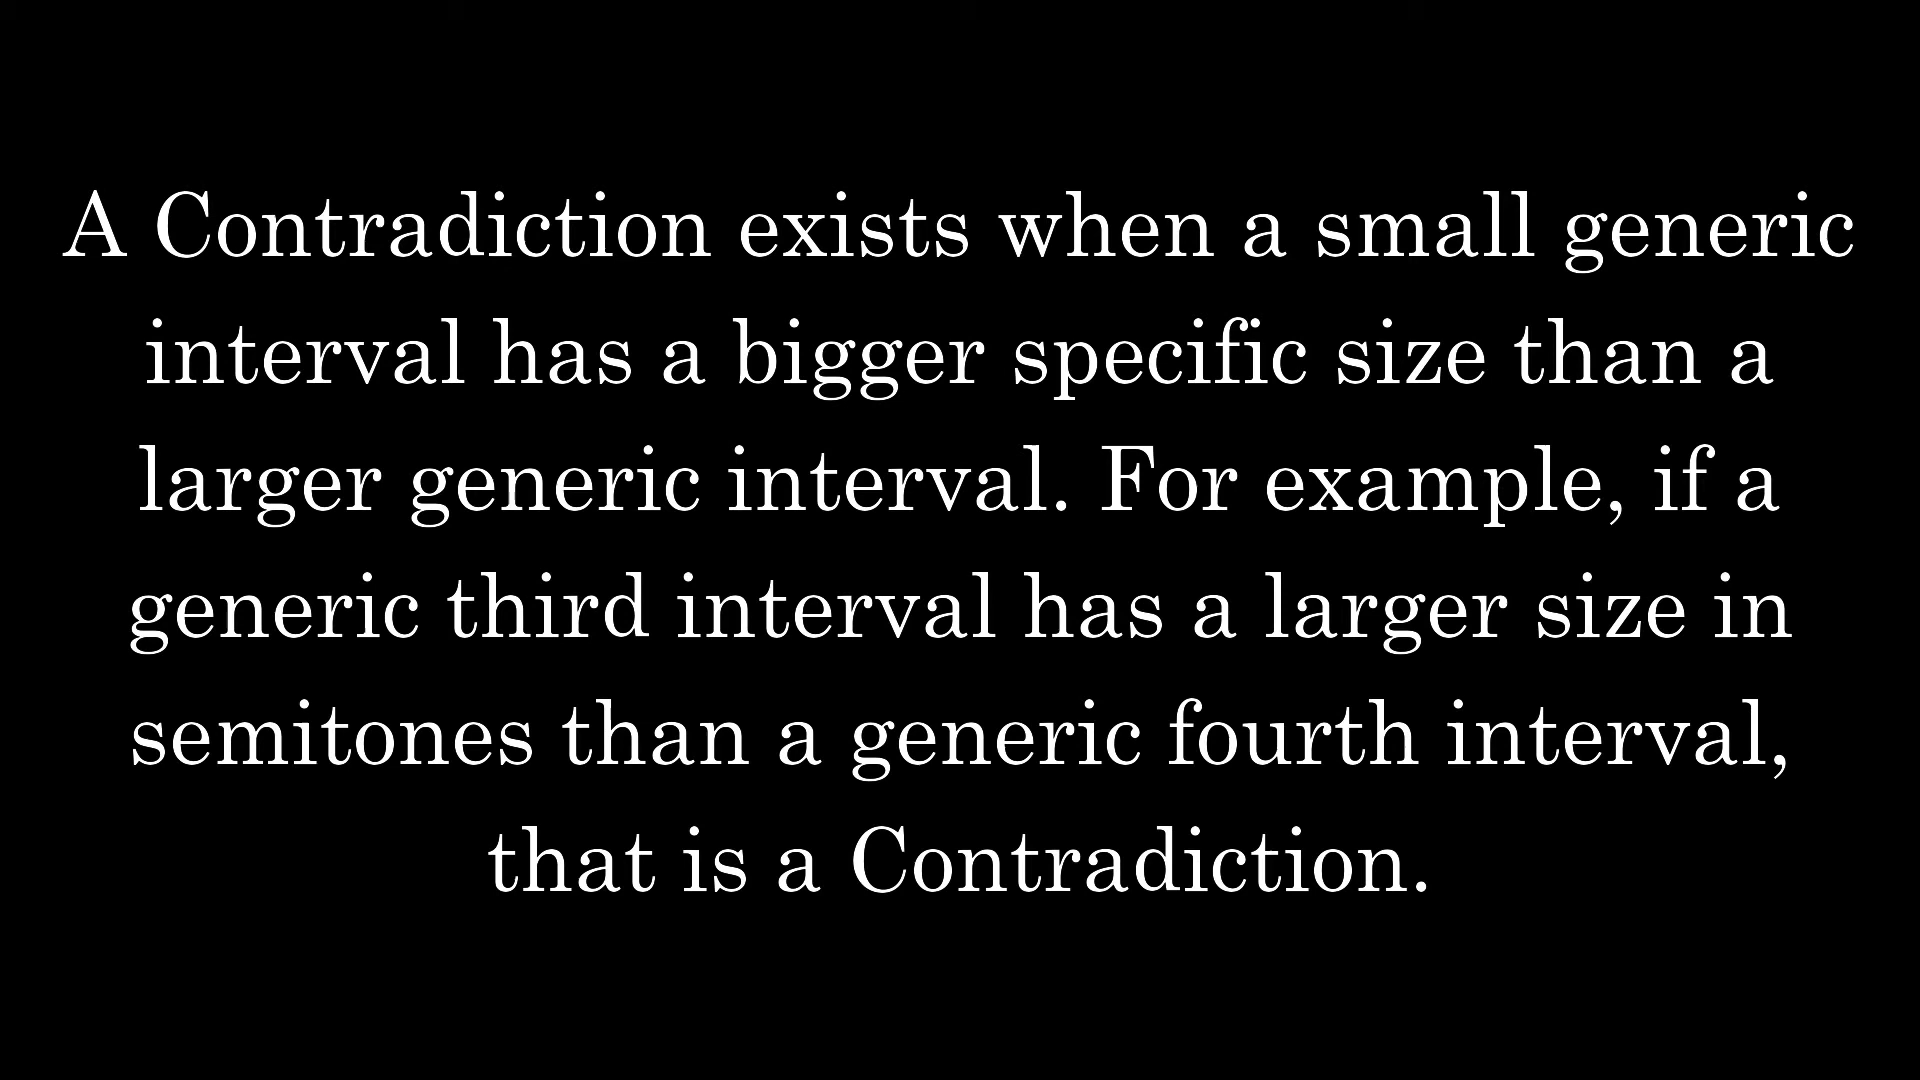 A Contradiction exists when a small generic
interval has a bigger specific size than a
larger generic interval. For example, if a
generic third interval has a larger size in
semitones than a generic fourth interval,
that is a Contradiction.